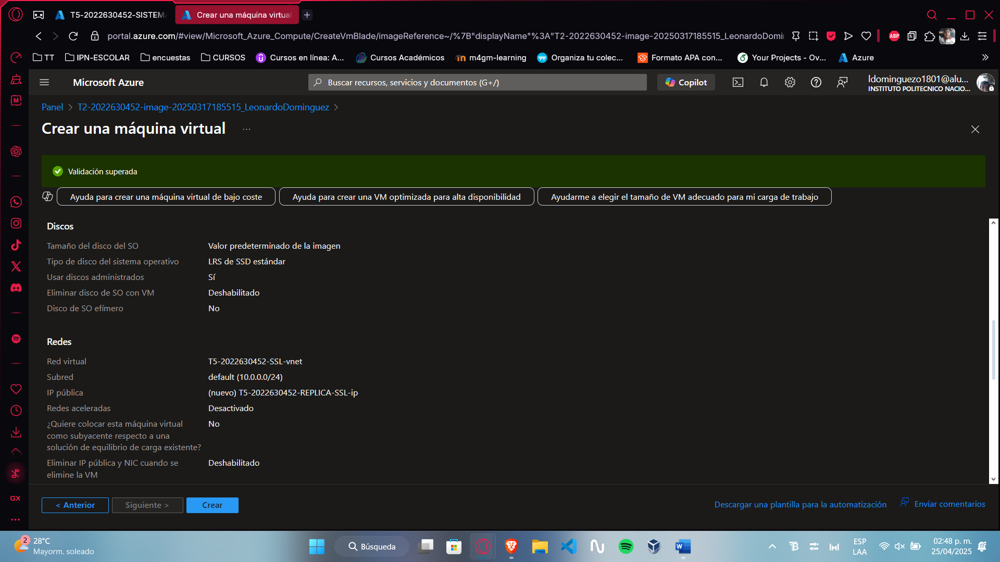 T5-2022630452-SISTEM
Crear una máquina virtua
portal.azure.com/#view/Microsoft_Azure_Compute/CreateVmBlade/imageReference~/%7B"displayName"%3A"T2-2022630452-image-20250317185515_LeonardoDomi
ABP
TT
IPN-ESCOLAR
encuestas
CURSOS
Cursos en línea: A...
Cursos Académicos
m4gm-learning
Organiza tu colec...
Formato APA con...
Your Projects - Ov...
Azure
Microsoft Azure
Buscar recursos, servicios y documentos (G+/)
Copilot
ldominguezo1801@alu...
INSTITUTO POLITECNICO NACIO...
Panel > T2-2022630452-image-20250317185515_LeonardoDominguez >
Crear una máquina virtual ...
Validación superada
Ayuda para crear una máquina virtual de bajo coste
Ayuda para crear una VM optimizada para alta disponibilidad
Ayudarme a elegir el tamaño de VM adecuado para mi carga de trabajo
Discos
Tamaño del disco del SO Valor predeterminado de la imagen
Tipo de disco del sistema operativo LRS de SSD estándar
Usar discos administrados Sí
Eliminar disco de SO con VM Deshabilitado
Disco de SO efímero No
Redes
Red virtual T5-2022630452-SSL-vnet
Subred default (10.0.0.0/24)
IP pública (nuevo) T5-2022630452-REPLICA-SSL-ip
Redes aceleradas Desactivado
¿Quiere colocar esta máquina virtual No
como subyacente respecto a una
solución de equilibrio de carga existente?
Eliminar IP pública y NIC cuando se Deshabilitado
elimine la VM
< Anterior
Siguiente >
Crear
Descargar una plantilla para la automatización
Enviar comentarios
GX
2
28°C
Mayorm. soleado
Búsqueda
ESP
LAA
02:48 p. m.
25/04/2025